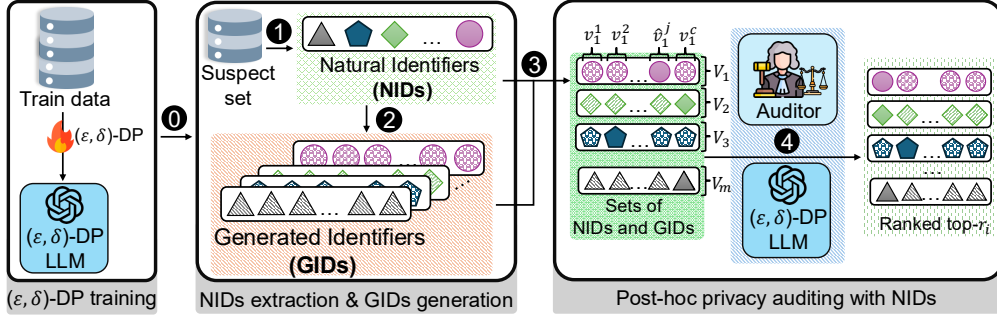 Train data
(ε, δ)-DP
(ε, δ)-DP
LLM
(ε, δ)-DP training
0
1
Suspect
set
...
Natural Identifiers
(NIDs)
2
...
...
Generated Identifiers
(GIDs)
NIDs extraction & GIDs generation
3
v_1^1 v_1^2 v̂_1^j v_1^c
... V_1
... V_2
... V_3
... V_m
Sets of
NIDs and GIDs
Auditor
4
(ε, δ)-DP
LLM
...
...
...
...
...
Ranked top-r_i
Post-hoc privacy auditing with NIDs